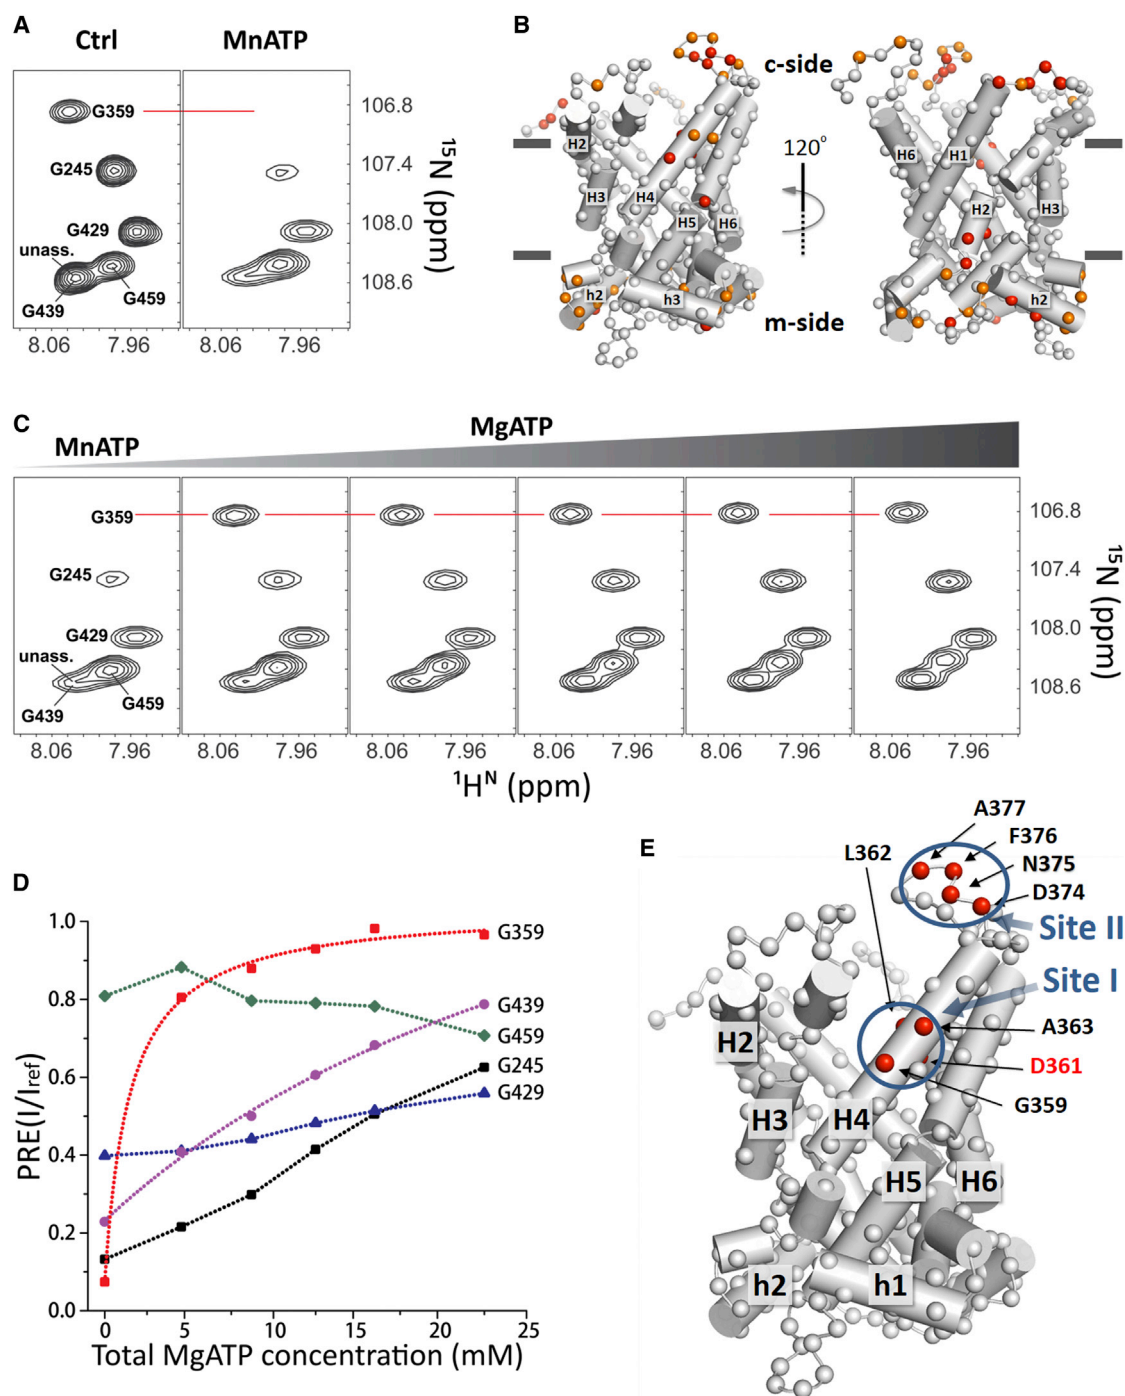 A
Ctrl
MnATP
G359
G245
G429
unass.
G439
G459
106.8
107.4
108.0
108.6
¹⁵N (ppm)
8.06
7.96
8.06
7.96
B
c-side
120°
m-side
H2
H3
H4
H5
H6
h2
h3
H6
H1
H2
H3
h2
C
MnATP
MgATP
G359
G245
G429
unass.
G439
G459
106.8
107.4
108.0
108.6
¹⁵N (ppm)
8.06 7.96
8.06 7.96
8.06 7.96
8.06 7.96
8.06 7.96
8.06 7.96
¹Hᴺ (ppm)
D
PRE(I/Iref)
1.0
0.8
0.6
0.4
0.2
0.0
G359
G439
G459
G245
G429
0 5 10 15 20 25
Total MgATP concentration (mM)
E
A377
F376
N375
D374
L362
Site II
Site I
A363
D361
G359
H2
H3
H4
H5
H6
h2
h1